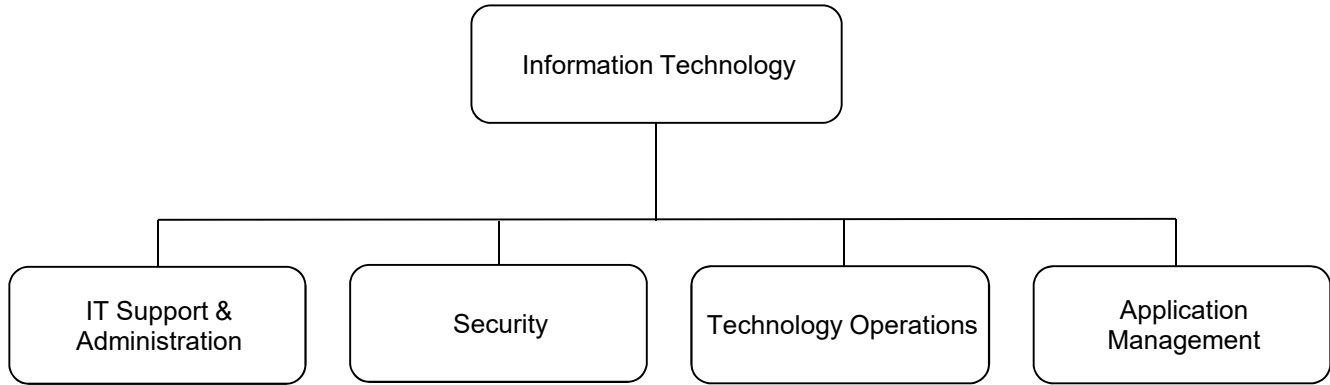 Information Technology
IT Support &
Administration
Security
Technology Operations
Application
Management